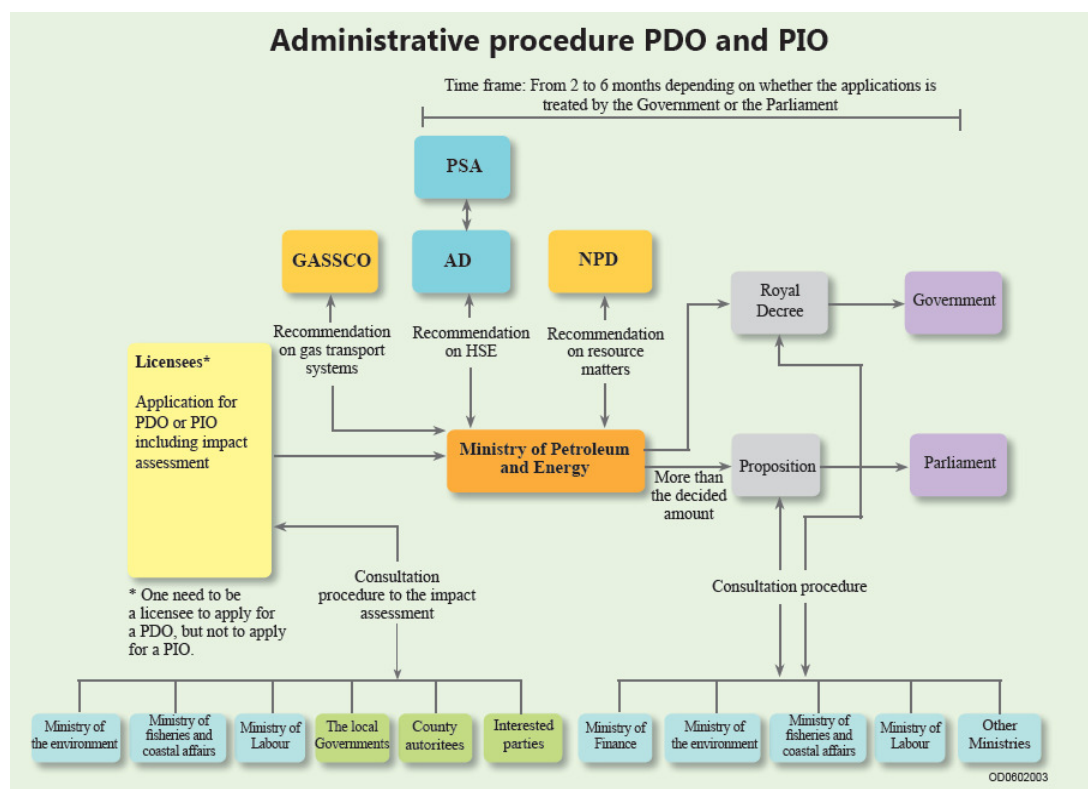 Administrative procedure PDO and PIO
Time frame: From 2 to 6 months depending on whether the applications is
treated by the Government or the Parliament
PSA
GASSCO
AD
NPD
Royal
Decree
Government
Recommendation
on gas transport
systems
Recommendation
on HSE
Recommendation
on resource
matters
Licensees*
Application for
PDO or PIO
including impact
assessment
Ministry of Petroleum
and Energy
More than
the decided
amount
Proposition
Parliament
* One need to be
a licensee to apply for
a PDO, but not to apply
for a PIO.
Consultation
procedure to the impact
assessment
Consultation procedure
Ministry of
the environment
Ministry of
fisheries and
coastal affairs
Ministry of
Labour
The local
Governments
County
autoritees
Interested
parties
Ministry of
Finance
Ministry of
the environment
Ministry of
fisheries and
coastal affairs
Ministry of
Labour
Other
Ministries
OD0602003